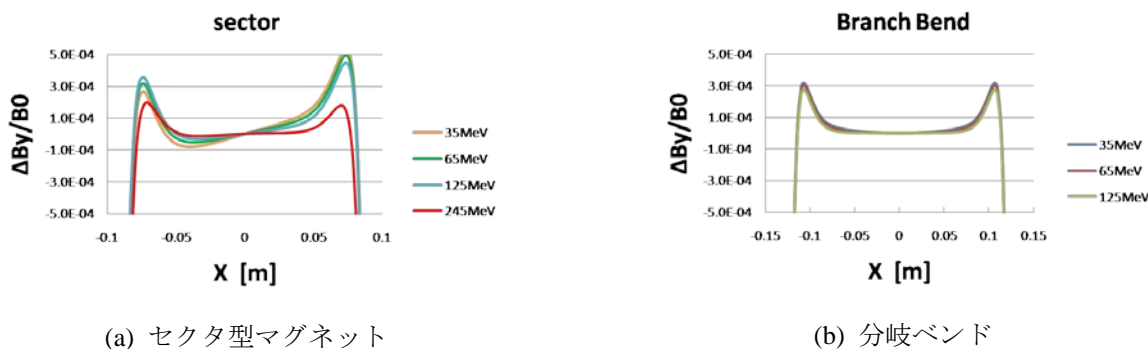 sector
5.0E-04
3.0E-04
1.0E-04
-1.0E-04
-3.0E-04
-5.0E-04
ΔBy/B0
-0.1
-0.05
0
0.05
0.1
X [m]
35MeV
65MeV
125MeV
245MeV
(a) セクタ型マグネット
Branch Bend
5.0E-04
3.0E-04
1.0E-04
-1.0E-04
-3.0E-04
-5.0E-04
ΔBy/B0
-0.15
-0.1
-0.05
0
0.05
0.1
0.15
X [m]
35MeV
65MeV
125MeV
(b) 分岐ベンド